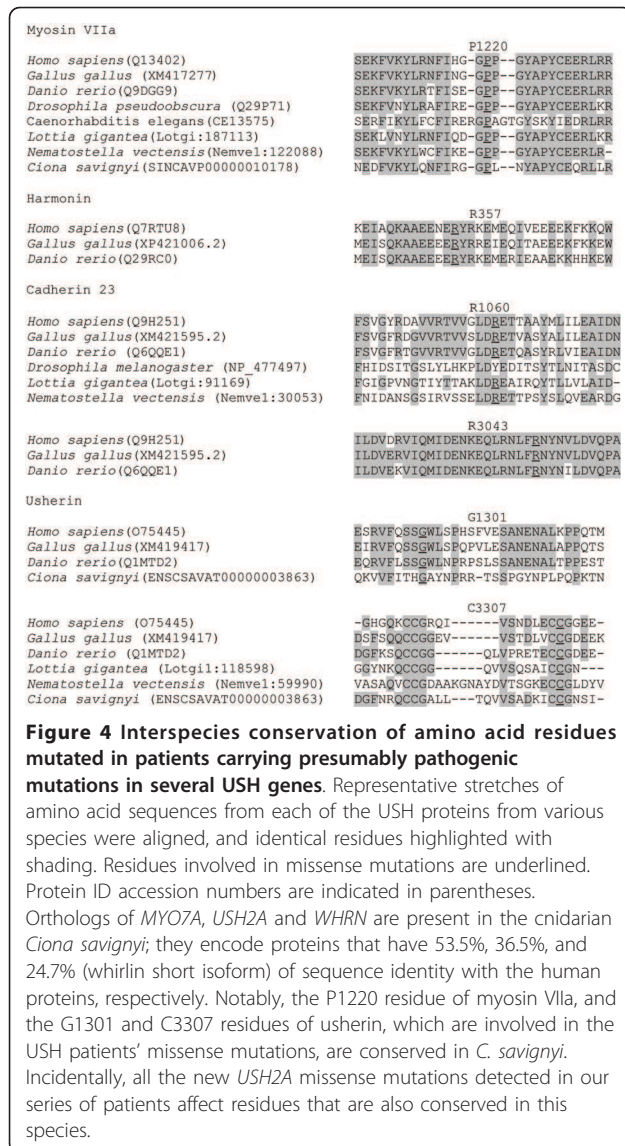 Myosin VIIa
P1220
Homo sapiens(Q13402) SEKFVKYLRNFIHG-GPP--GYAPYCEERLRR
Gallus gallus (XM417277) SEKFVKYLRNFING-GPP--GYAPYCEERLRR
Danio rerio(Q9DGG9) SEKFVKYLRTFISE-GPP--GYAPYCEERLRR
Drosophila pseudoobscura (Q29P71) SEKFVNYLRAFIRE-GPP--GYAPYCEERLKR
Caenorhabditis elegans(CE13575) SERFIKYLFCFIRERGPAGTGYSKYIEDRLRR
Lottia gigantea(Lotgi:187113) SEKLVNYLRNFIQD-GPP--GYAPYCEERLRR
Nematostella vectensis(Nemve1:122088) SEKFVKYLWCFIKE-GPP--GYAPYCEERLR-
Ciona savignyi(SINCAVP00000010178) NEDFVKYLQNFIRG-GPL--NYAPYCEQRLLR
Harmonin
R357
Homo sapiens(Q7RTU8) KEIAQKAAEENERYRKEMEQIVEEEEKFKKQW
Gallus gallus(XP421006.2) MEISQKAAEEEERYRREIEQITAEEEKFKKEW
Danio rerio(Q29RC0) MEISQKAAEEEERYRKEMERIEAAEKKHHKEW
Cadherin 23
R1060
Homo sapiens(Q9H251) FSVGYRDAVVRTVVGLDRETTAAYMLILEAIDN
Gallus gallus(XM421595.2) FSVGFRDGVVRTVVSLDRETVASYALILEAIDN
Danio rerio (Q6QQE1) FSVGFRTGVVRTVVGLDRETQASYRLVIEAIDN
Drosophila melanogaster (NP_477497) FHIDSITGSLYLHKPLDYEDITSYTLNITASDC
Lottia gigantea(Lotgi:91169) FGIGPVNGTIYTTAKLDREAIRQYTLLVLAID-
Nematostella vectensis (Nemve1:30053) FNIDANSGSIRVSSELDRETTPSYSLQVEARDG
R3043
Homo sapiens(Q9H251) ILDVDRVIQMIDENKEQLRNLFRNYNVLDVQPA
Gallus gallus(XM421595.2) ILDVERVIQMIDENKEQLRNLFRNYNVLDVQPA
Danio rerio(Q6QQE1) ILDVEKVIQMIDENKEQLRNLFRNYNILDVQPA
Usherin
G1301
Homo sapiens(O75445) ESRVFQSSGWLSPHSFVESANENALKPPQTM
Gallus gallus(XM419417) EIRVFQSSGWLSPQPVLESANENALAPPQTS
Danio rerio(Q1MTD2) EQRVFLSSGWLNPRPSLSSANENALTPPEST
Ciona savignyi(ENSCSAVAT00000003863) QKVVFITHGAYNPRR-TSSPGYNPLPQPKTN
C3307
Homo sapiens (O75445) -GHGQKCCGRQI------VSNDLECCGGEE-
Gallus gallus (XM419417) DSFSQQCCGGEV------VSTDLVCCGDEEK
Danio rerio (Q1MTD2) DGFKSQCCGG------QLVPRETECCGDEEK
Lottia gigantea (Lotgi1:118598) GGYNKQCCGG------QVVSQSAICCGN---
Nematostella vectensis (Nemve1:59990) VASAQVCCGDAAKGNAYDVTSGKECCGLDYV
Ciona savignyi (ENSCSAVAT00000003863) DGFNRQCCGALL---TQVVSADKICCGNSI-
Figure 4 Interspecies conservation of amino acid residues
mutated in patients carrying presumably pathogenic
mutations in several USH genes. Representative stretches of
amino acid sequences from each of the USH proteins from various
species were aligned, and identical residues highlighted with
shading. Residues involved in missense mutations are underlined.
Protein ID accession numbers are indicated in parentheses.
Orthologs of MYO7A, USH2A and WHRN are present in the cnidarian
Ciona savignyi; they encode proteins that have 53.5%, 36.5%, and
24.7% (whirlin short isoform) of sequence identity with the human
proteins, respectively. Notably, the P1220 residue of myosin VIIa, and
the G1301 and C3307 residues of usherin, which are involved in the
USH patients' missense mutations, are conserved in C. savignyi.
Incidentally, all the new USH2A missense mutations detected in our
series of patients affect residues that are also conserved in this
species.